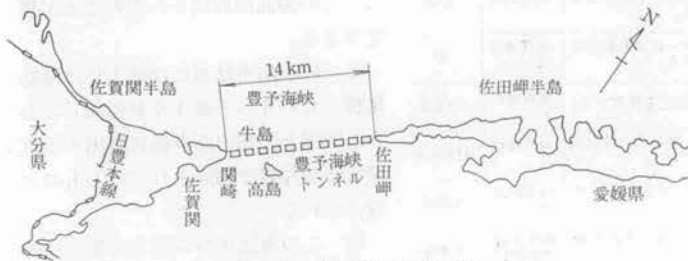 14 km
豊予海峡
佐賀関半島
佐田岬半島
N
大分県
日豊本線
牛島
佐賀関
関崎
高島
豊予海峡
トンネル
佐田岬
愛媛県